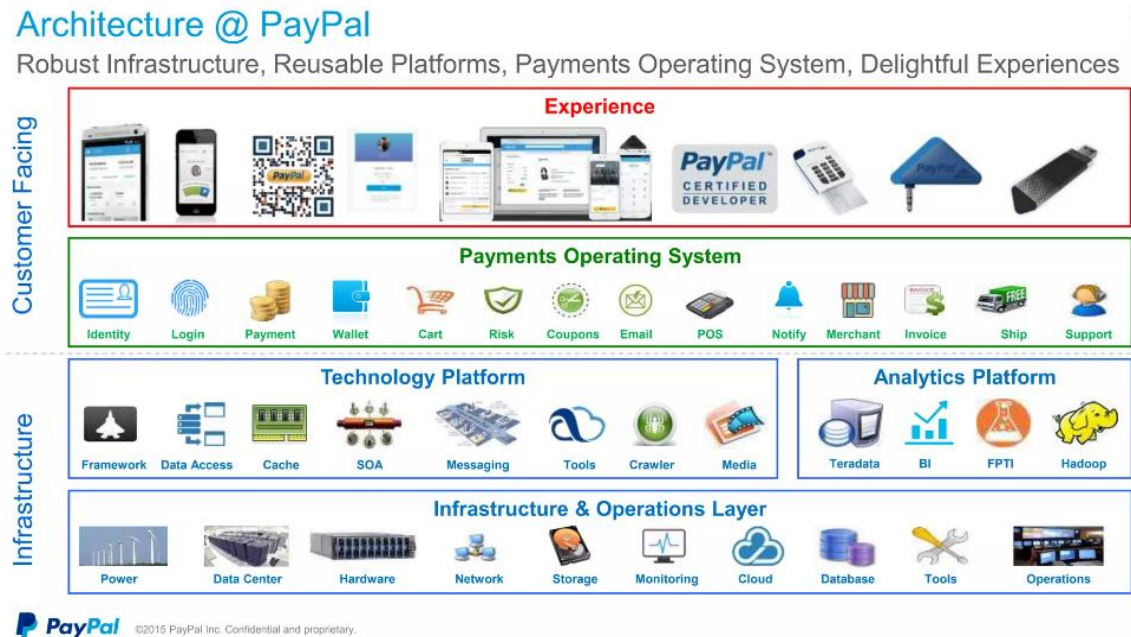 Architecture @ PayPal
Robust Infrastructure, Reusable Platforms, Payments Operating System, Delightful Experiences
Customer Facing
Experience
PayPal
PayPal™
CERTIFIED
DEVELOPER
PayPal
Payments Operating System
FREE
Identity Login Payment Wallet Cart Risk Coupons Email POS Notify Merchant Invoice Ship Support
Infrastructure
Technology Platform
Framework Data Access Cache SOA Messaging Tools Crawler Media
Analytics Platform
Teradata BI FPTI Hadoop
Infrastructure & Operations Layer
Power Data Center Hardware Network Storage Monitoring Cloud Database Tools Operations
PayPal ©2015 PayPal Inc. Confidential and proprietary.